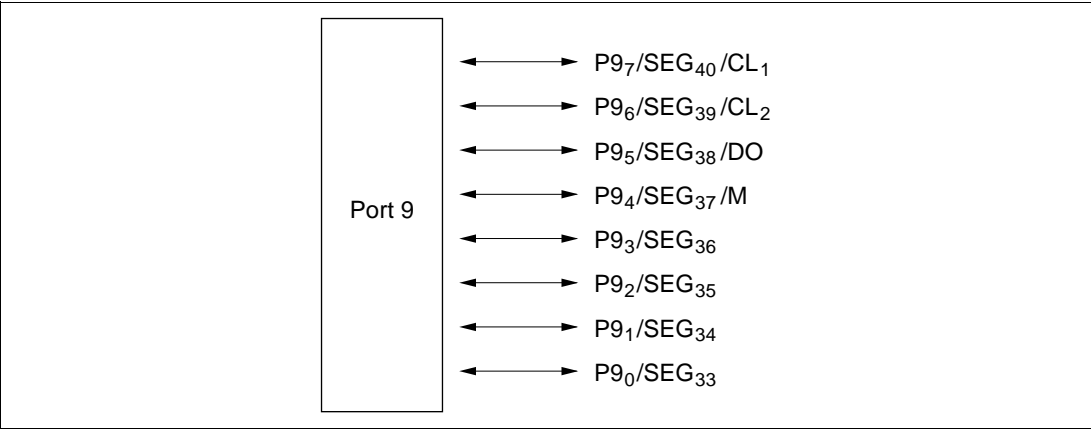 P9₇/SEG₄₀/CL₁
P9₆/SEG₃₉/CL₂
P9₅/SEG₃₈/DO
P9₄/SEG₃₇/M
Port 9
P9₃/SEG₃₆
P9₂/SEG₃₅
P9₁/SEG₃₄
P9₀/SEG₃₃